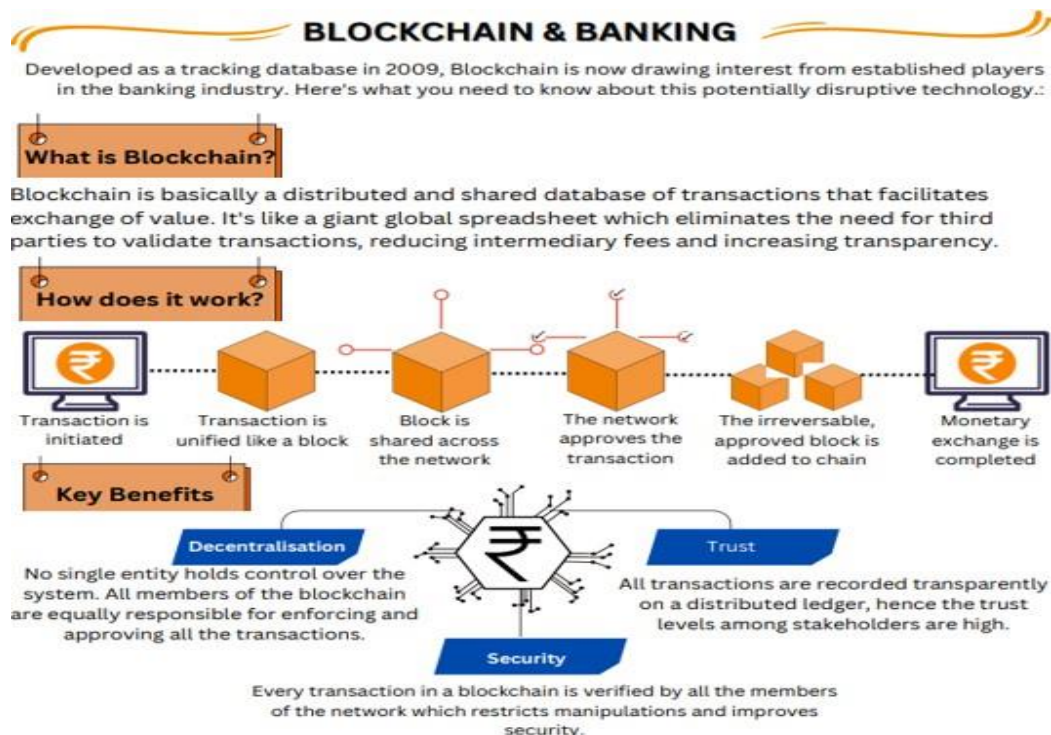 BLOCKCHAIN & BANKING
Developed as a tracking database in 2009, Blockchain is now drawing interest from established players
in the banking industry. Here's what you need to know about this potentially disruptive technology.:
What is Blockchain?
Blockchain is basically a distributed and shared database of transactions that facilitates
exchange of value. It's like a giant global spreadsheet which eliminates the need for third
parties to validate transactions, reducing intermediary fees and increasing transparency.
How does it work?
₹
₹
Transaction is
initiated
Transaction is
unified like a block
Block is
shared across
the network
The network
approves the
transaction
The irreversable,
approved block is
added to chain
Monetary
exchange is
completed
Key Benefits
₹
Decentralisation
No single entity holds control over the
system. All members of the blockchain
are equally responsible for enforcing and
approving all the transactions.
Trust
All transactions are recorded transparently
on a distributed ledger, hence the trust
levels among stakeholders are high.
Security
Every transaction in a blockchain is verified by all the members
of the network which restricts manipulations and improves
security.